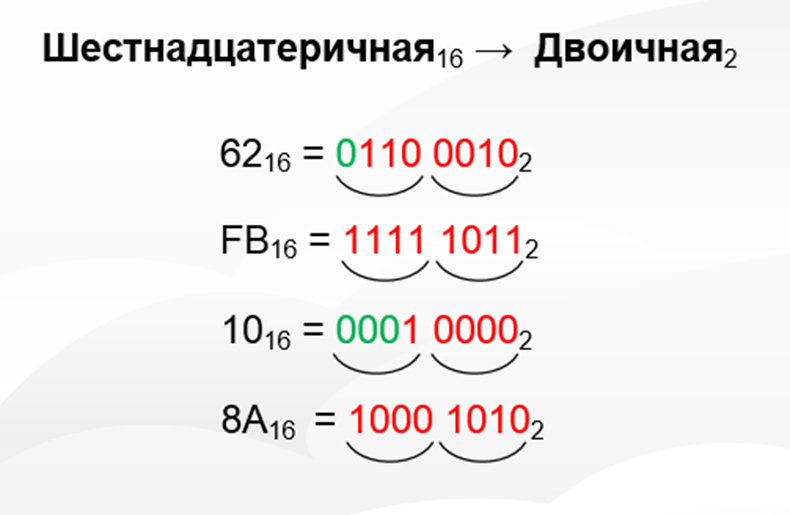 Шестнадцатеричная₁₆ → Двоичная₂
62₁₆ = 0110 0010₂
FB₁₆ = 1111 1011₂
10₁₆ = 0001 0000₂
8A₁₆ = 1000 1010₂